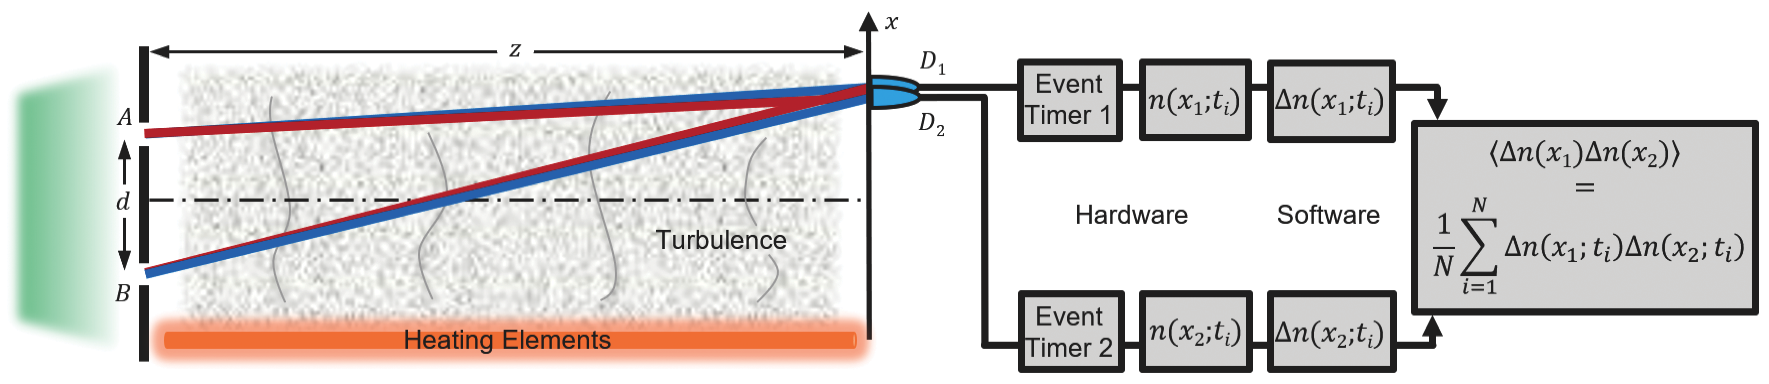 z
x
A
d
B
Turbulence
Heating Elements
D₁
D₂
Event
Timer 1
n(x₁;tᵢ)
Δn(x₁;tᵢ)
Hardware
Software
Event
Timer 2
n(x₂;tᵢ)
Δn(x₂;tᵢ)
⟨Δn(x₁)Δn(x₂)⟩
=
1/N ∑ᵢ₌₁ᴺ Δn(x₁; tᵢ)Δn(x₂; tᵢ)